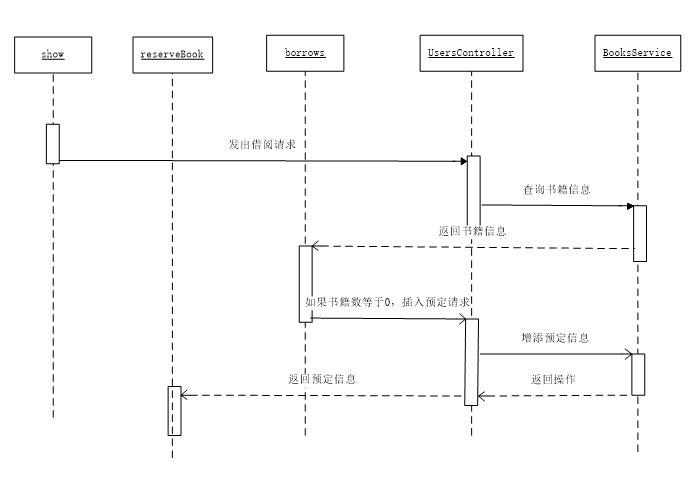 show
reserveBook
borrows
UsersController
BooksService
发出借阅请求
查询书籍信息
返回书籍信息
如果书籍数等于0，插入预定请求
增添预定信息
返回预定信息
返回操作